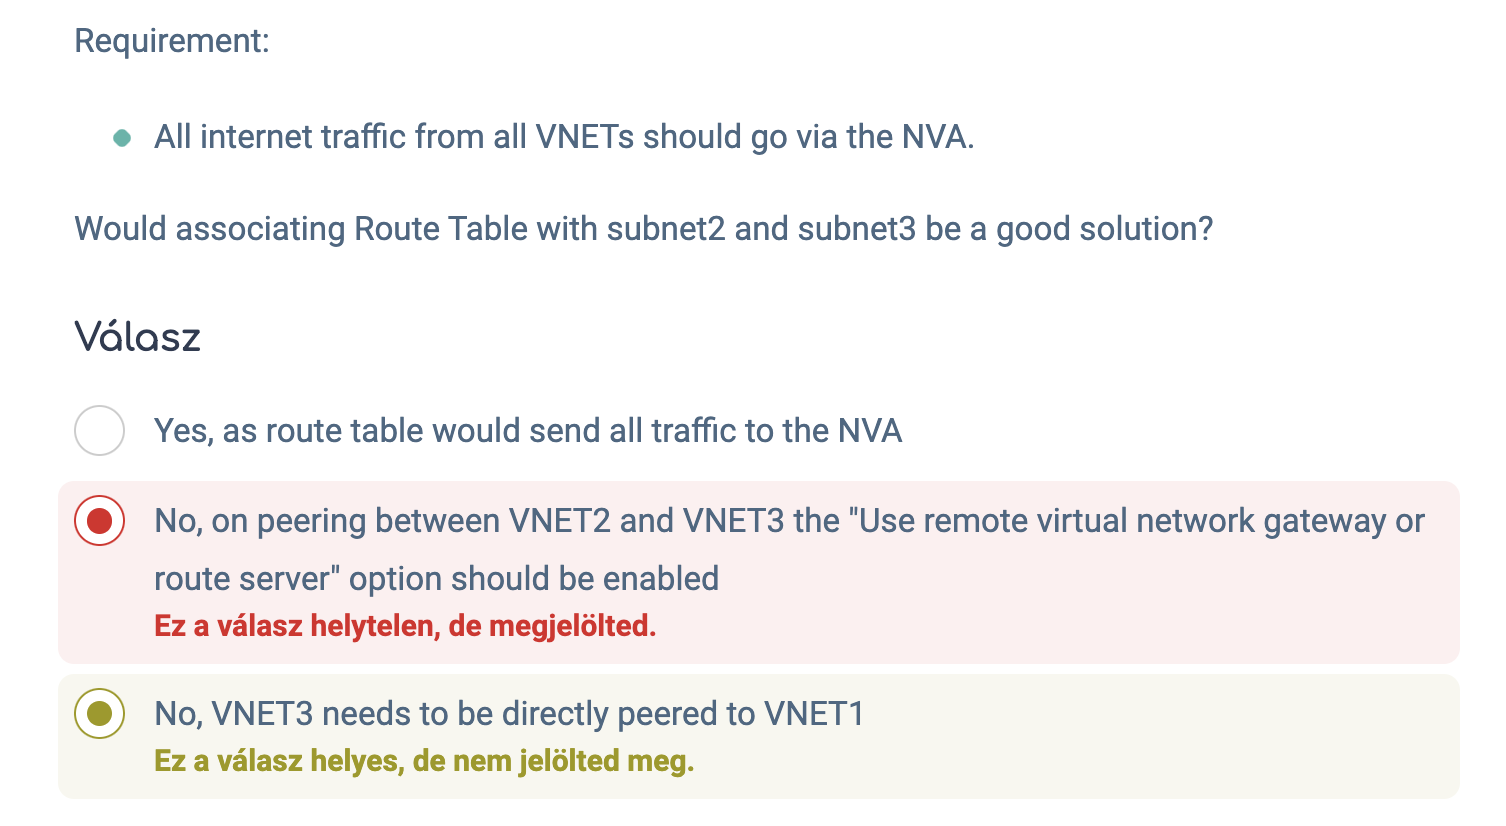 Requirement:
All internet traffic from all VNETs should go via the NVA.
Would associating Route Table with subnet2 and subnet3 be a good solution?
Válasz
Yes, as route table would send all traffic to the NVA
No, on peering between VNET2 and VNET3 the "Use remote virtual network gateway or
route server" option should be enabled
Ez a válasz helytelen, de megjelölted.
No, VNET3 needs to be directly peered to VNET1
Ez a válasz helyes, de nem jelölted meg.